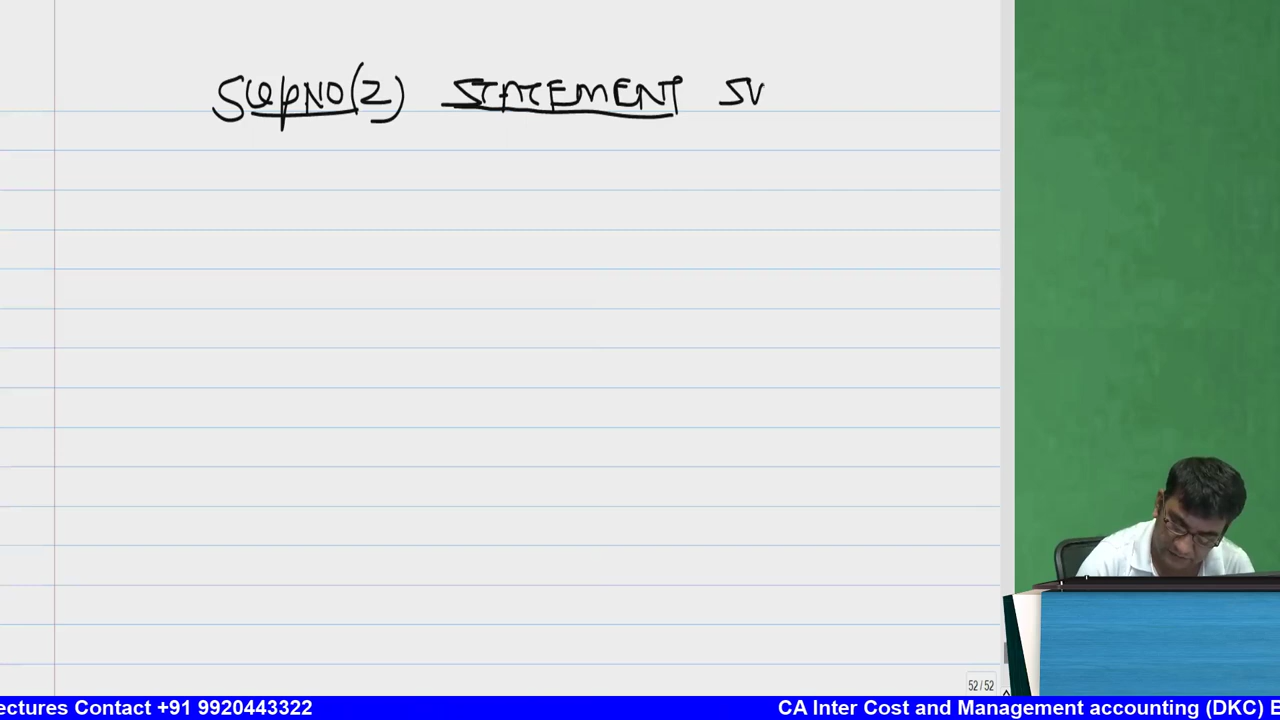 Step NO(2) STATEMENT SV
52/52
ectures Contact +91 9920443322
CA Inter Cost and Management accounting (DKC) E